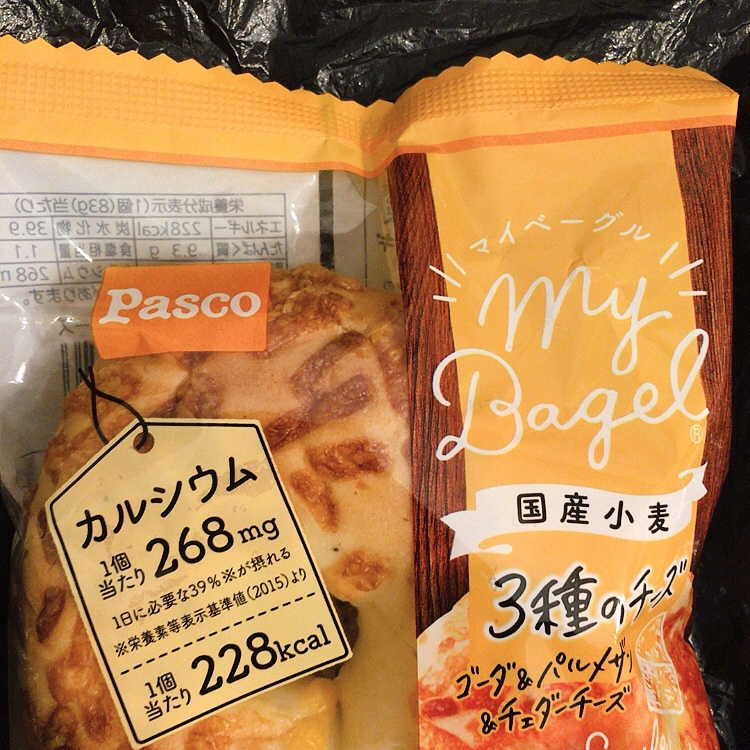 栄養成分表示(1個(83g)当たり)
エネルギー 228kcal 炭水化物 39.9
たんぱく質 9.3g 食塩相当量 1.1
268m
Pasco
カルシウム
1個当たり 268mg
1日に必要な39%※が摂れる
※栄養素等表示基準値(2015)より
1個当たり 228kcal
マイベーグル
My
Bagel®
国産小麦
3種のチーズ
ゴーダ&パルメザン
&チェダーチーズ